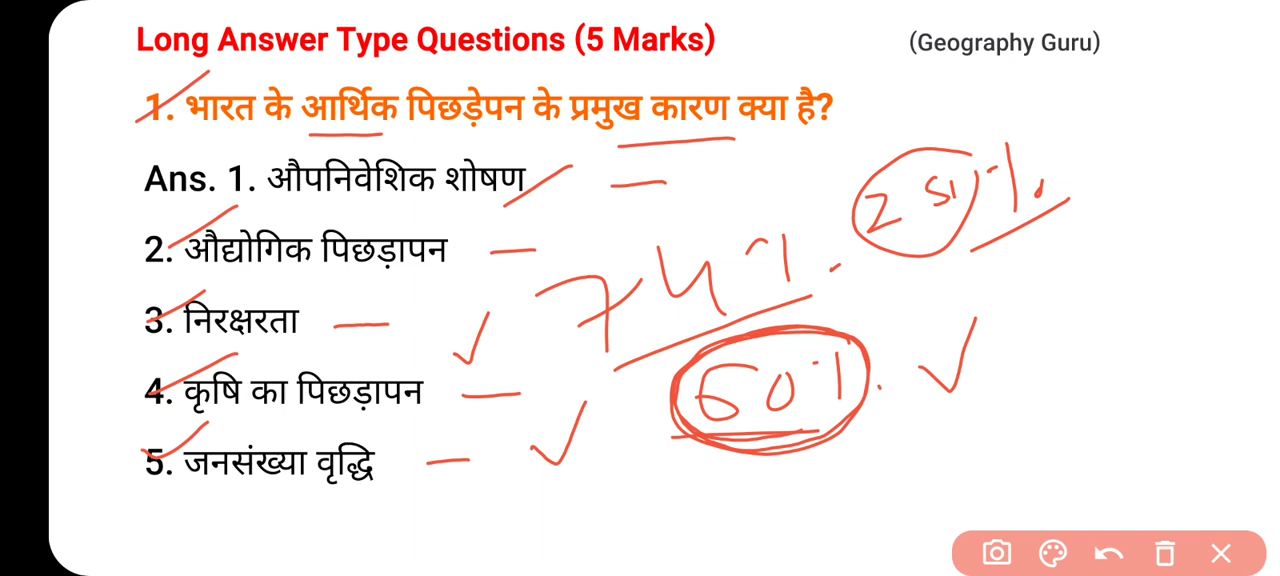 Long Answer Type Questions (5 Marks)
(Geography Guru)
1. भारत के आर्थिक पिछड़ेपन के प्रमुख कारण क्या है?
Ans. 1. औपनिवेशिक शोषण
2. औद्योगिक पिछड़ापन
3. निरक्षरता
4. कृषि का पिछड़ापन
5. जनसंख्या वृद्धि
74%.
60%.